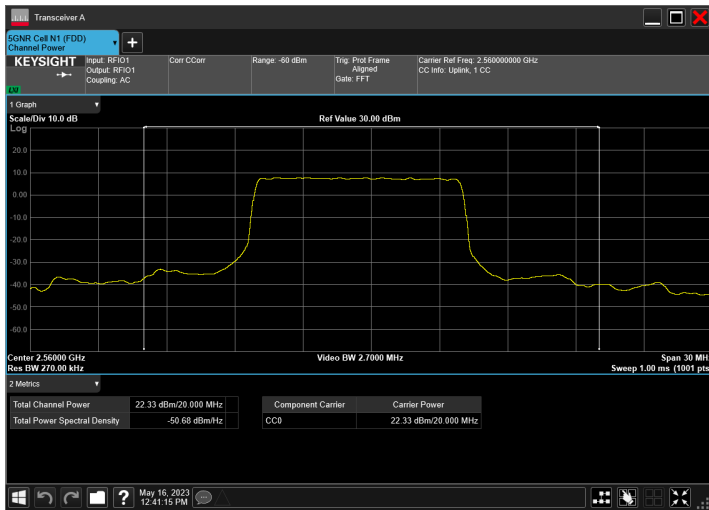 Transceiver A
5GNR Cell N1 (FDD)
Channel Power
KEYSIGHT
LXI
Input: RFIO1
Output: RFIO1
Coupling: AC
Corr CCorr
Range: -60 dBm
Trig: Prot Frame
Aligned
Gate: FFT
Carrier Ref Freq: 2.560000000 GHz
CC Info: Uplink, 1 CC
1 Graph
Scale/Div 10.0 dB
Ref Value 30.00 dBm
Log
20.0
10.0
0.00
-10.0
-20.0
-30.0
-40.0
-50.0
-60.0
Center 2.56000 GHz
Video BW 2.7000 MHz
Span 30 MH
Res BW 270.00 kHz
Sweep 1.00 ms (1001 pts
2 Metrics
Total Channel Power 22.33 dBm/20.000 MHz
Total Power Spectral Density -50.68 dBm/Hz
Component Carrier Carrier Power
CC0 22.33 dBm/20.000 MHz
?
May 16, 2023
12:41:15 PM